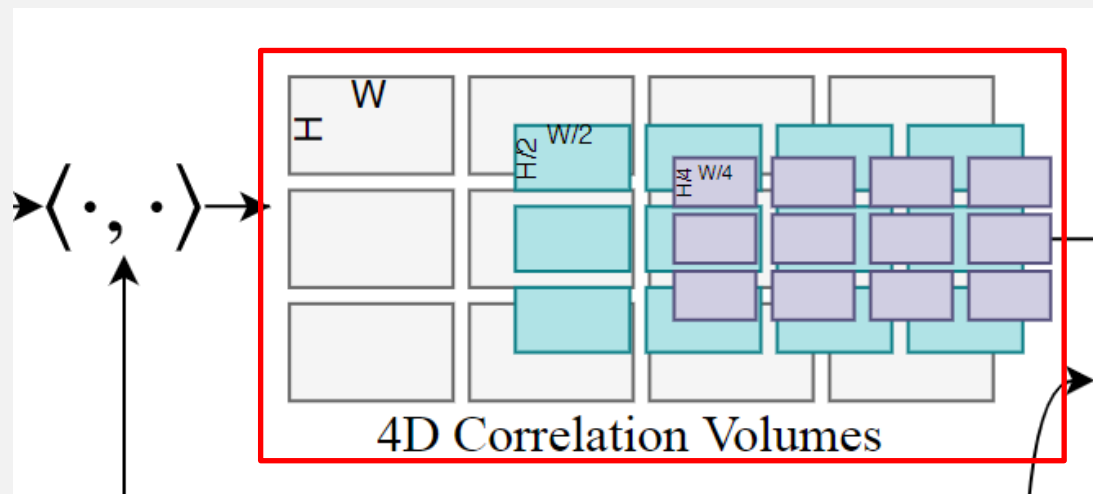 W
H
W/2
H/2
W/4
H/4
⟨·, ·⟩
4D Correlation Volumes